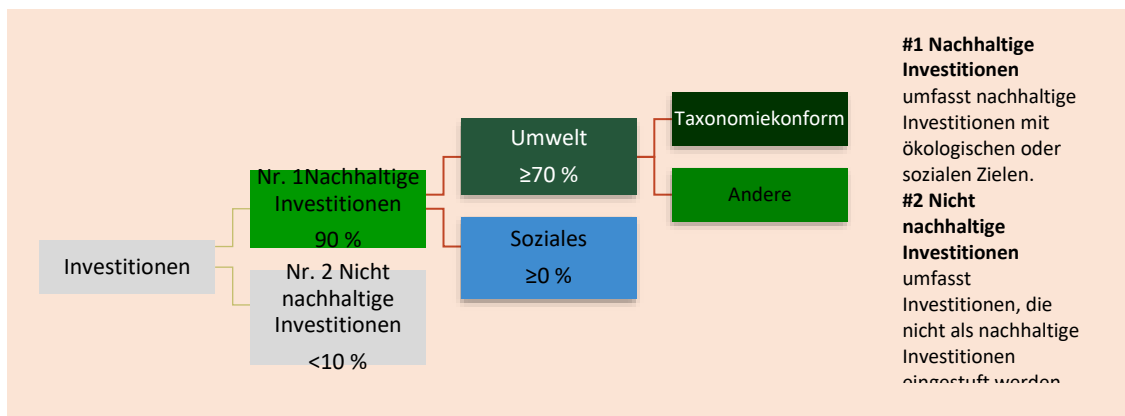 Investitionen
Nr. 1Nachhaltige
Investitionen
90 %
Nr. 2 Nicht
nachhaltige
Investitionen
<10 %
Umwelt
≥70 %
Soziales
≥0 %
Taxonomiekonform
Andere
#1 Nachhaltige
Investitionen
umfasst nachhaltige
Investitionen mit
ökologischen oder
sozialen Zielen.
#2 Nicht
nachhaltige
Investitionen
umfasst
Investitionen, die
nicht als nachhaltige
Investitionen
eingestuft werden